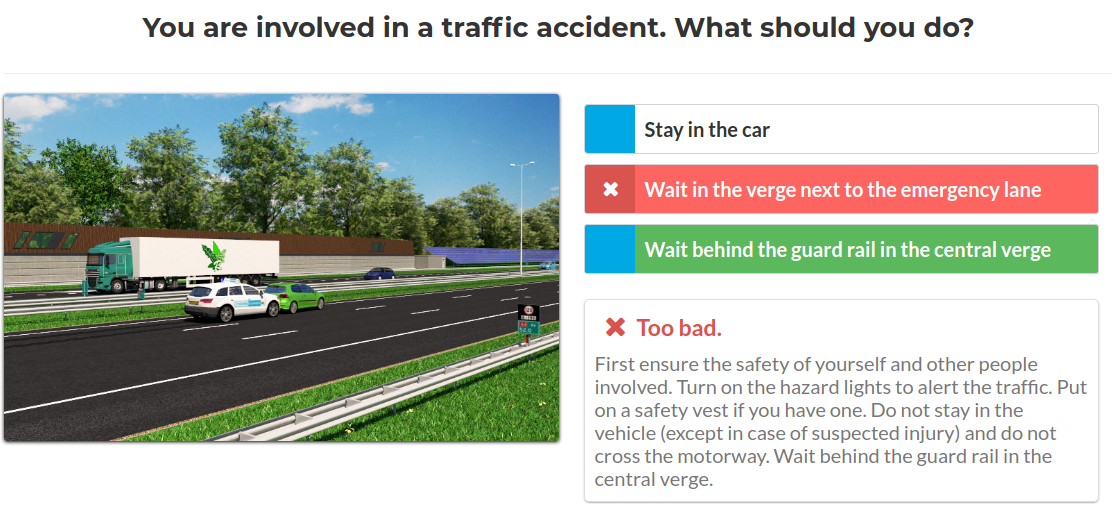 You are involved in a traffic accident. What should you do?
Stay in the car
Wait in the verge next to the emergency lane
Wait behind the guard rail in the central verge
Too bad.
First ensure the safety of yourself and other people
involved. Turn on the hazard lights to alert the traffic. Put
on a safety vest if you have one. Do not stay in the
vehicle (except in case of suspected injury) and do not
cross the motorway. Wait behind the guard rail in the
central verge.